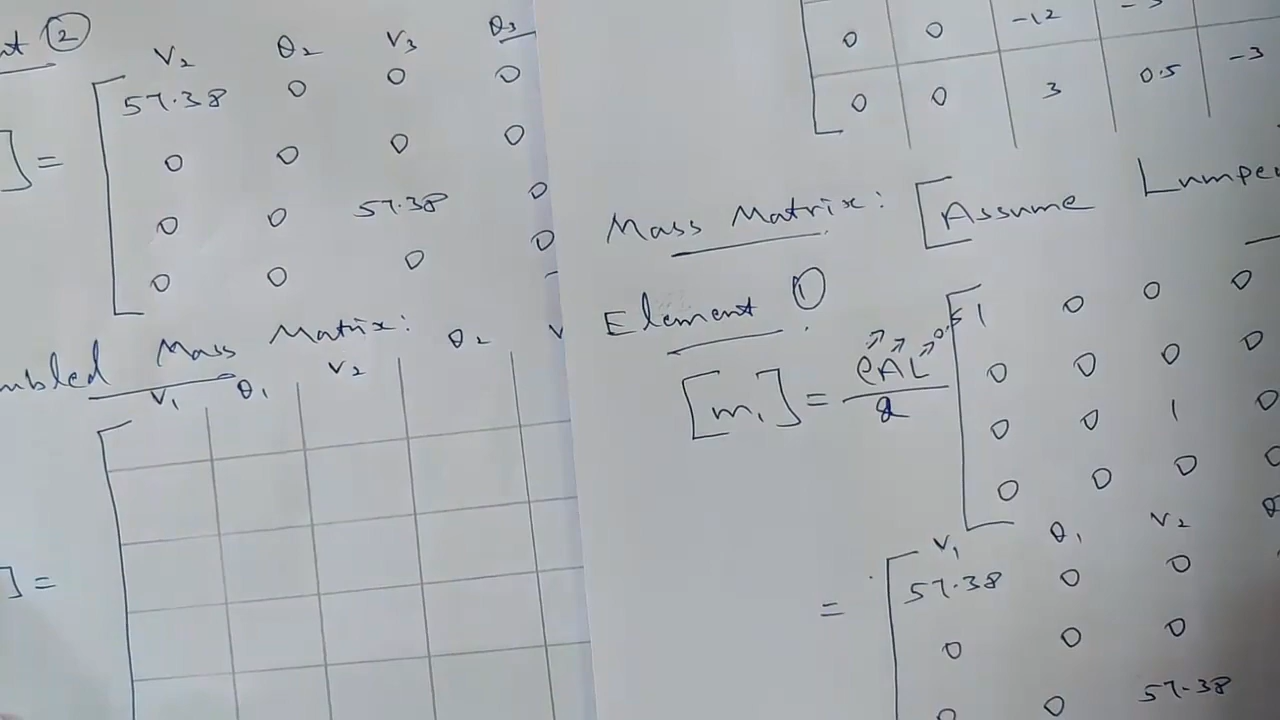 nt ②
V₂ θ₂ V₃ θ₃
57.38 0 0 0
] = 0 0 0 0
0 0 57.38 0
0 0 0 0
mbled Mass Matrix:
V₁ θ₁ V₂ θ₂ V
] =
0 0 -12
0 0 3 0.5 -3
Mass Matrix: [Assume Lumpe
Element ①
[m₁] = ρAL/2
0.5
1 0 0 0
0 0 0 0
0 0 1 0
0 0 0 0
V₁ θ₁ V₂ θ
57.38 0 0
=
0 0 0
0 0 57.38